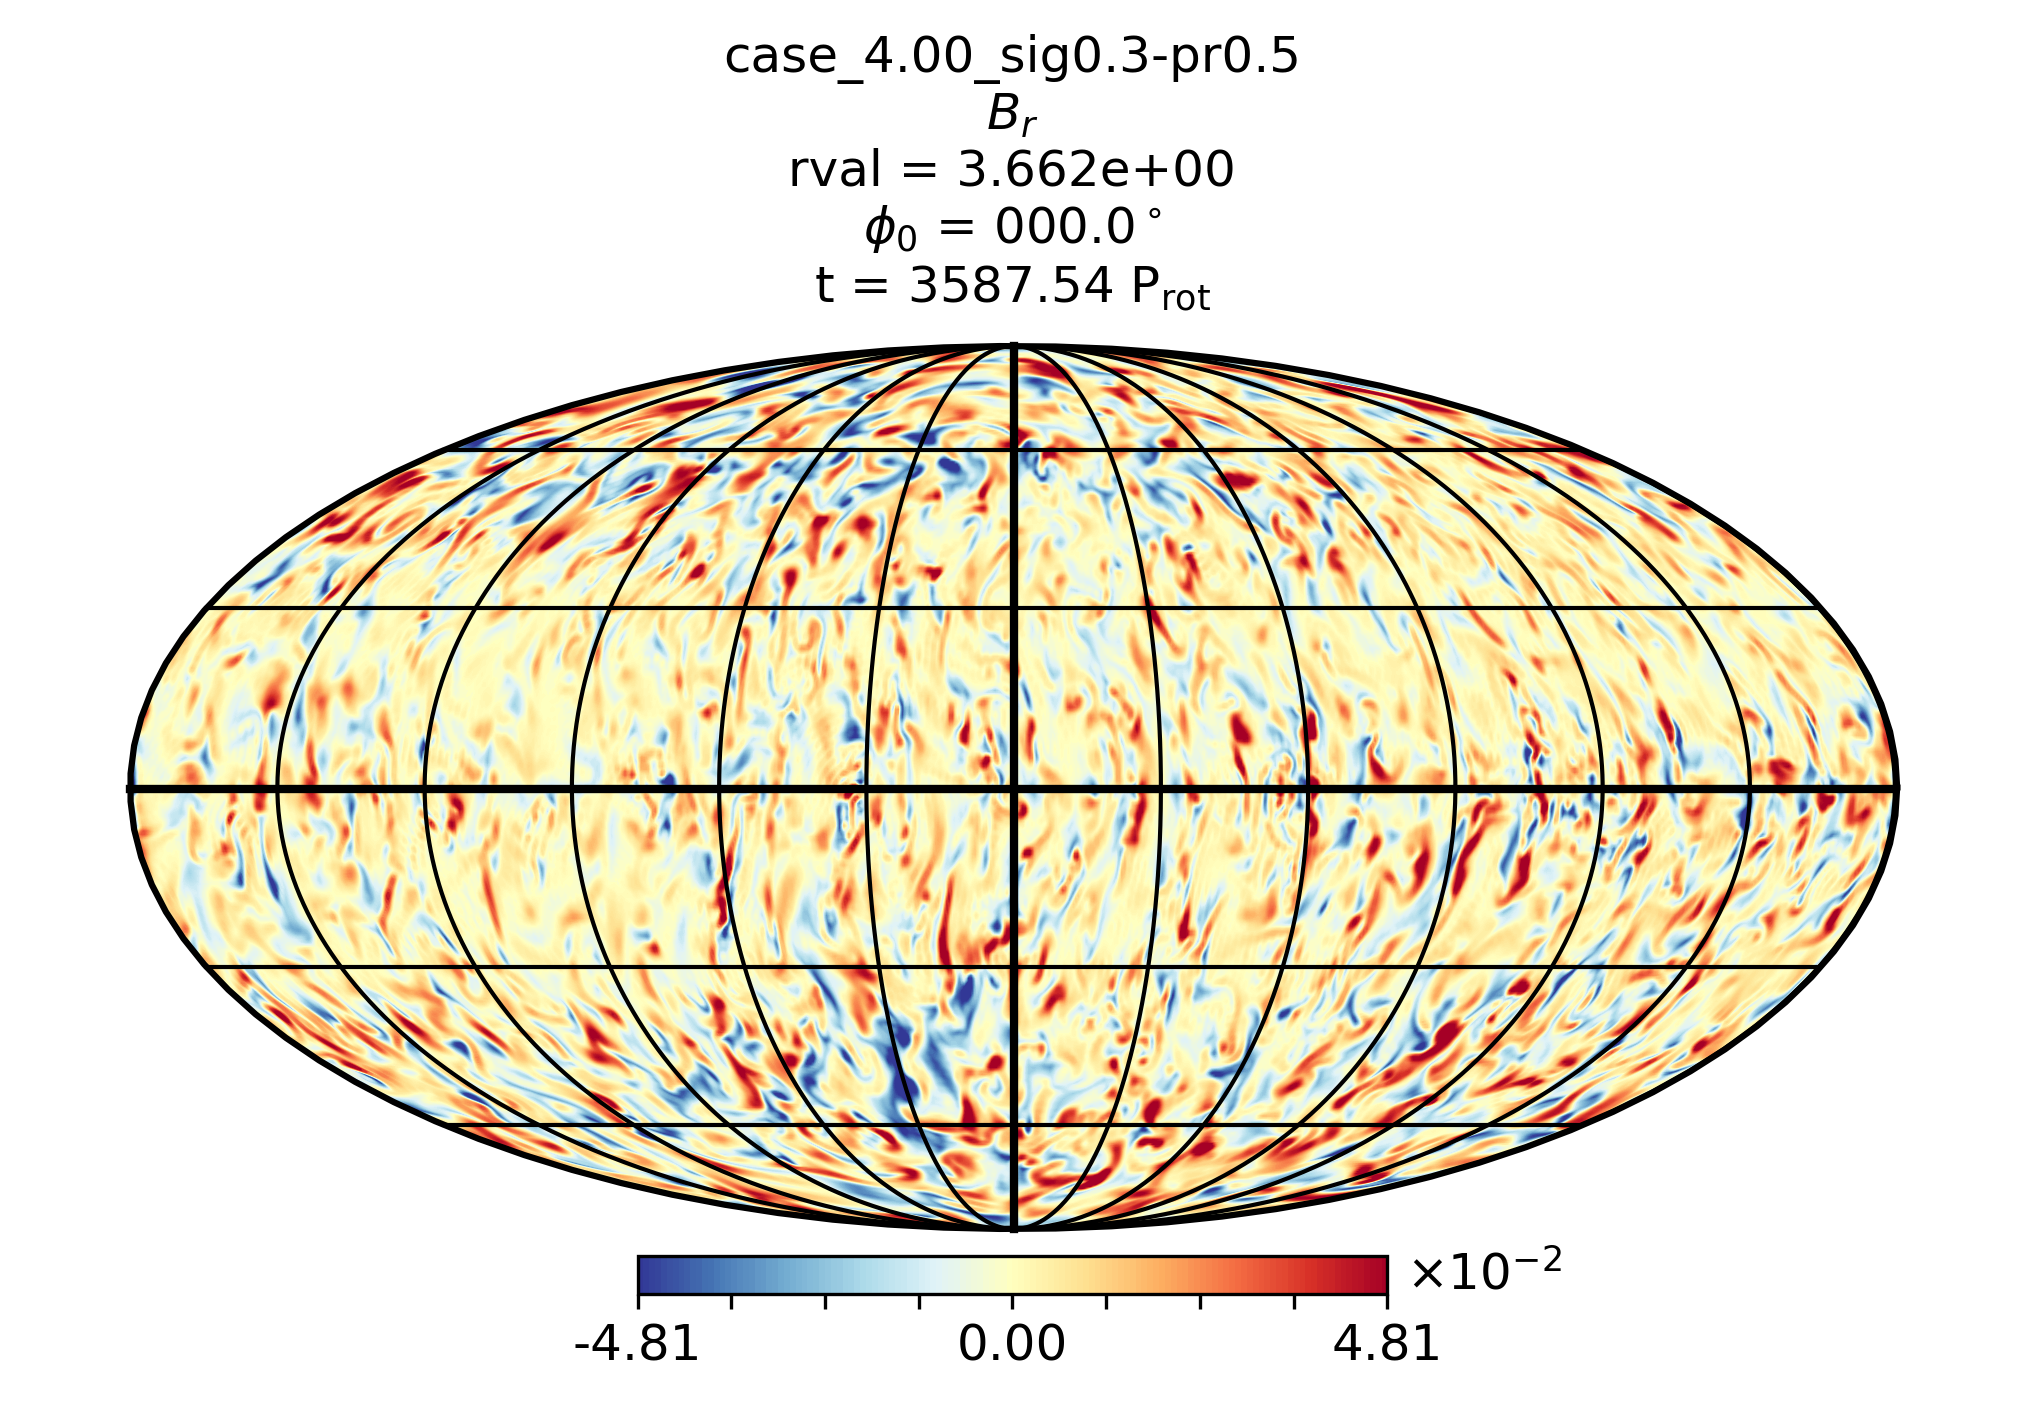 case_4.00_sig0.3-pr0.5
B_r
rval = 3.662e+00
ϕ₀ = 000.0°
t = 3587.54 P_rot
×10⁻²
-4.81 0.00 4.81